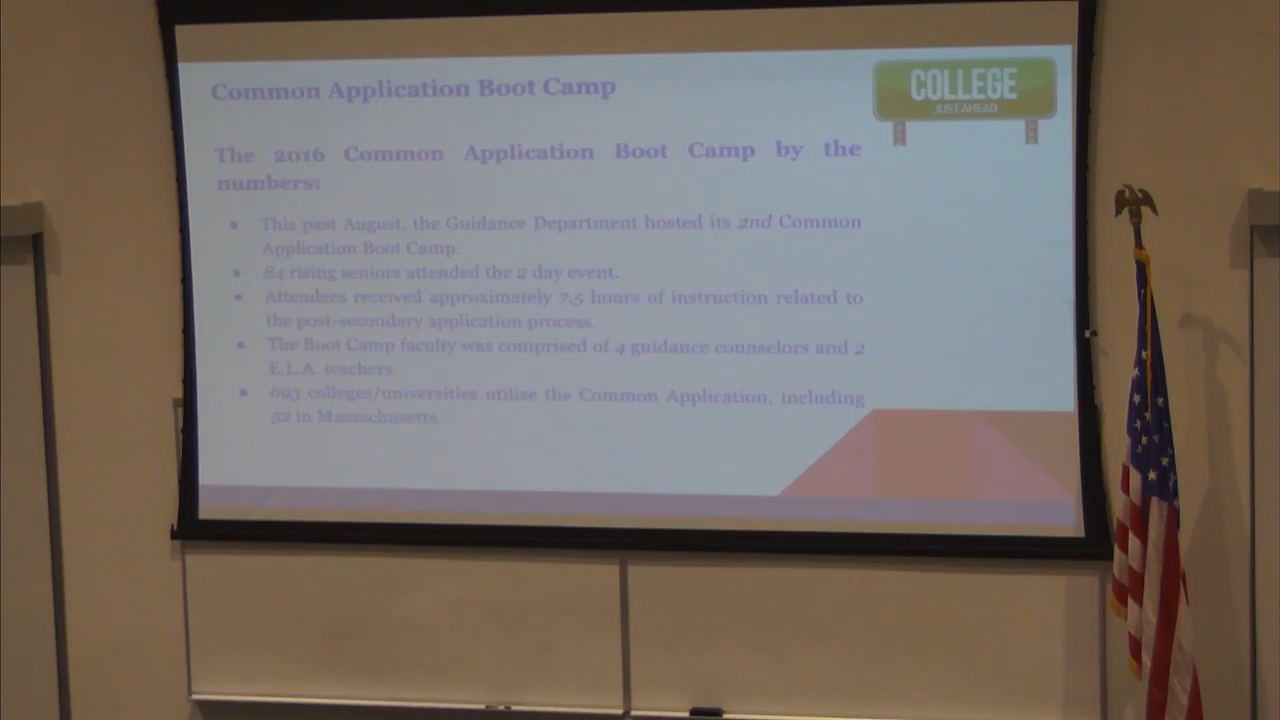 Common Application Boot Camp
COLLEGE
JUST AHEAD
The 2016 Common Application Boot Camp by the
numbers:
• This past August, the Guidance Department hosted its 2nd Common
Application Boot Camp.
• 84 rising seniors attended the 2 day event.
• Attendees received approximately 7.5 hours of instruction related to
the post-secondary application process.
• The Boot Camp faculty was comprised of 4 guidance counselors and 2
E.L.A. teachers.
• 693 colleges/universities utilize the Common Application, including
52 in Massachusetts.